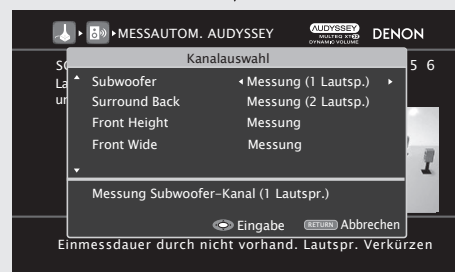 MESSAUTOM. AUDYSSEY AUDYSSEY MULTEQ XT32 DYNAMIC VOLUME DENON
Kanalauswahl
5 6
Subwoofer Messung (1 Lautsp.)
Surround Back Messung (2 Lautsp.)
Front Height Messung
Front Wide Messung
Messung Subwoofer–Kanal (1 Lautspr.)
Eingabe RETURN Abbrechen
Einmessdauer durch nicht vorhand. Lautspr. Verkürzen